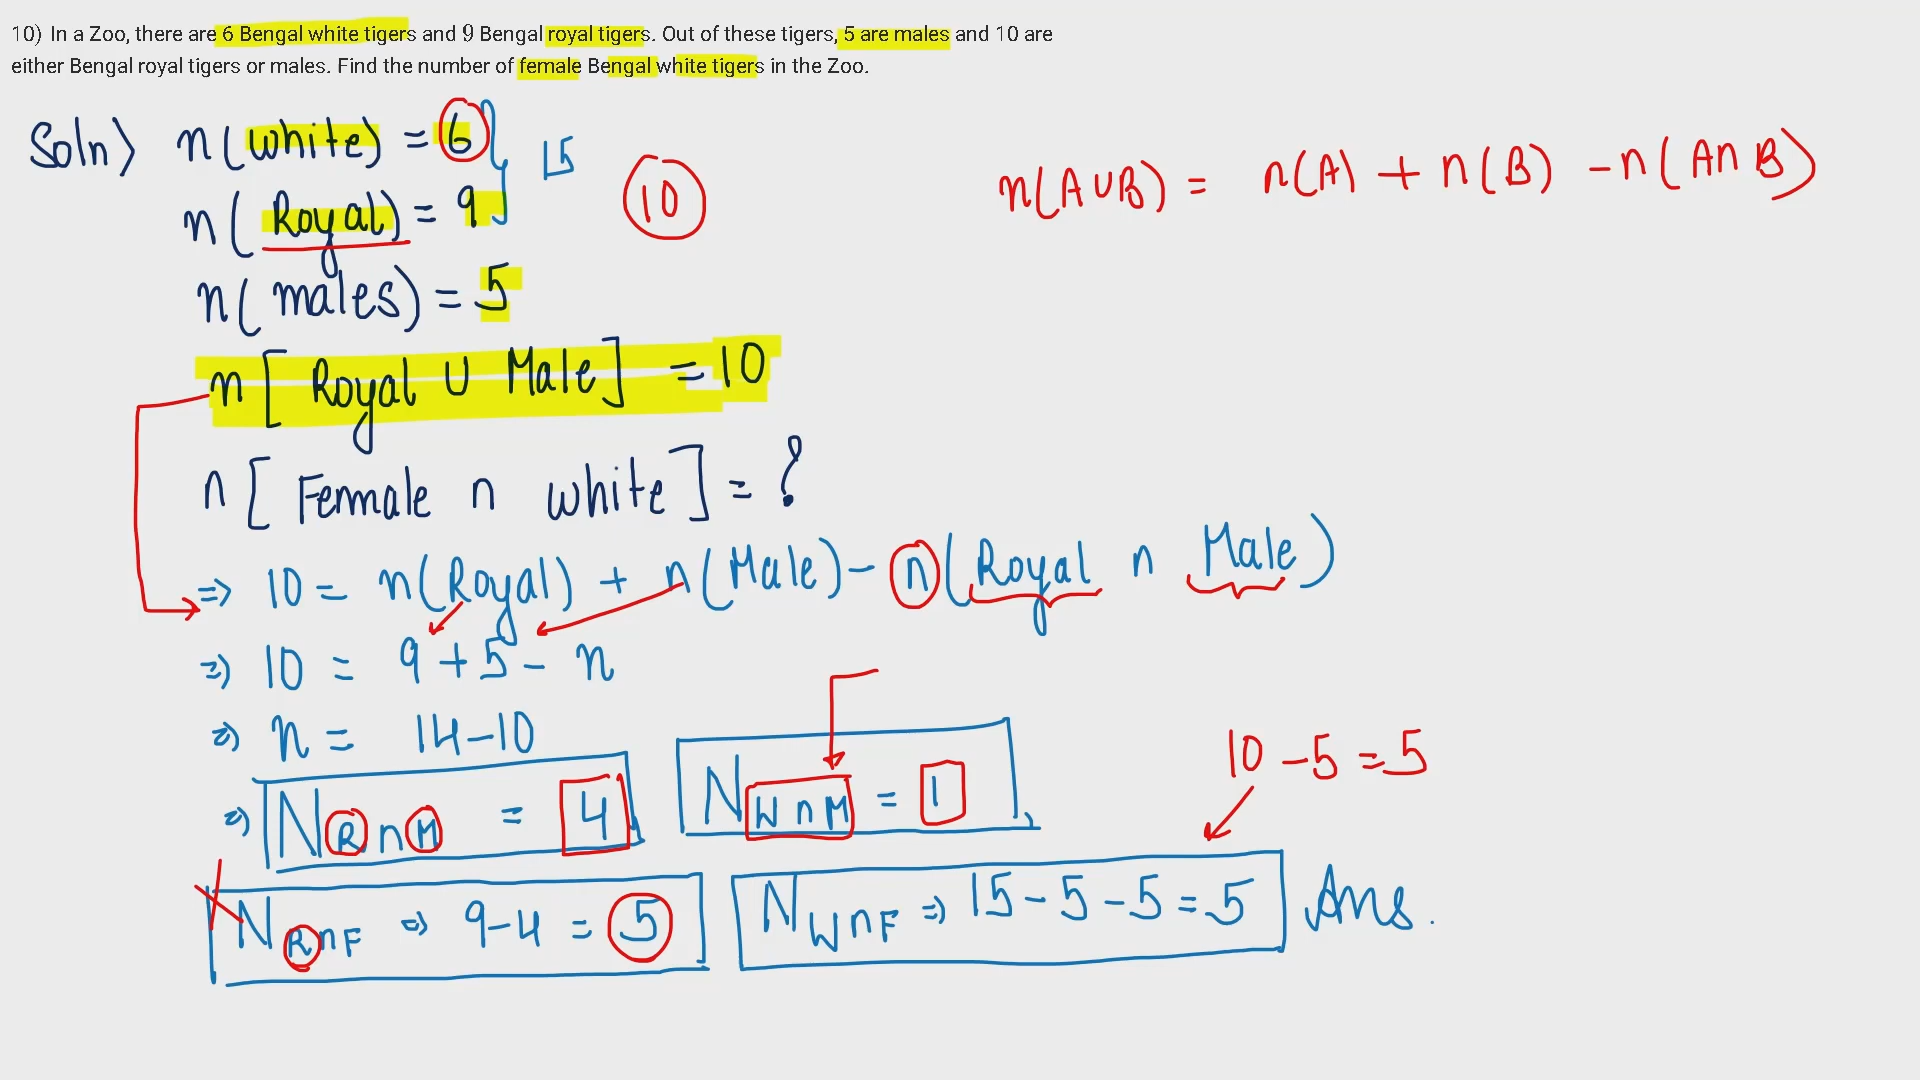 10) In a Zoo, there are 6 Bengal white tigers and 9 Bengal royal tigers. Out of these tigers, 5 are males and 10 are
either Bengal royal tigers or males. Find the number of female Bengal white tigers in the Zoo.
Soln) n(white) = 6
15
n(Royal) = 9
10
n(A∪B) = n(A) + n(B) - n(A∩B)
n(males) = 5
n[Royal ∪ Male] = 10
n[Female ∩ white] = ?
⇒ 10 = n(Royal) + n(Male) - n(Royal ∩ Male)
⇒ 10 = 9+5- n
⇒ n = 14-10
⇒ N R∩M = 4
N W∩M = 1
10 - 5 = 5
N R∩F ⇒ 9-4 = 5
N W∩F ⇒ 15-5-5 = 5 Ans.